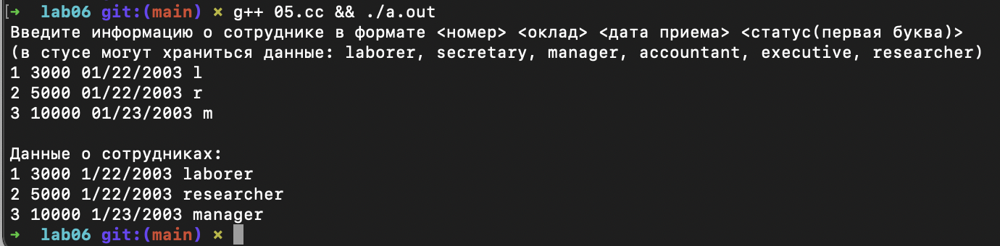 [➜  lab06 git:(main) × g++ 05.cc && ./a.out
Введите информацию о сотруднике в формате <номер> <оклад> <дата приема> <статус(первая буква)>
(в стусе могут храниться данные: laborer, secretary, manager, accountant, executive, researcher)
1 3000 01/22/2003 l
2 5000 01/22/2003 r
3 10000 01/23/2003 m
Данные о сотрудниках:
1 3000 1/22/2003 laborer
2 5000 1/22/2003 researcher
3 10000 1/23/2003 manager
➜  lab06 git:(main) ×